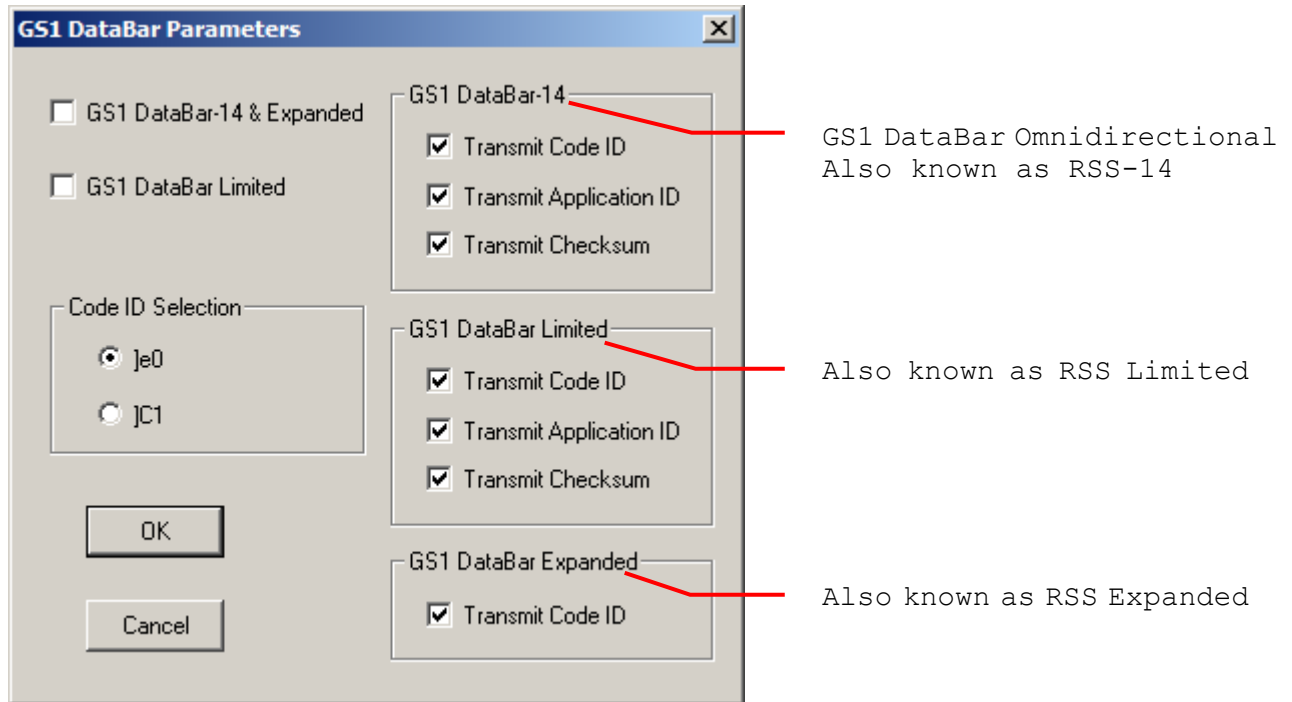 GS1 DataBar Parameters
GS1 DataBar-14 & Expanded
GS1 DataBar Limited
Code ID Selection
]e0
]C1
OK
Cancel
GS1 DataBar-14
Transmit Code ID
Transmit Application ID
Transmit Checksum
GS1 DataBar Limited
Transmit Code ID
Transmit Application ID
Transmit Checksum
GS1 DataBar Expanded
Transmit Code ID
GS1 DataBar Omnidirectional
Also known as RSS-14
Also known as RSS Limited
Also known as RSS Expanded